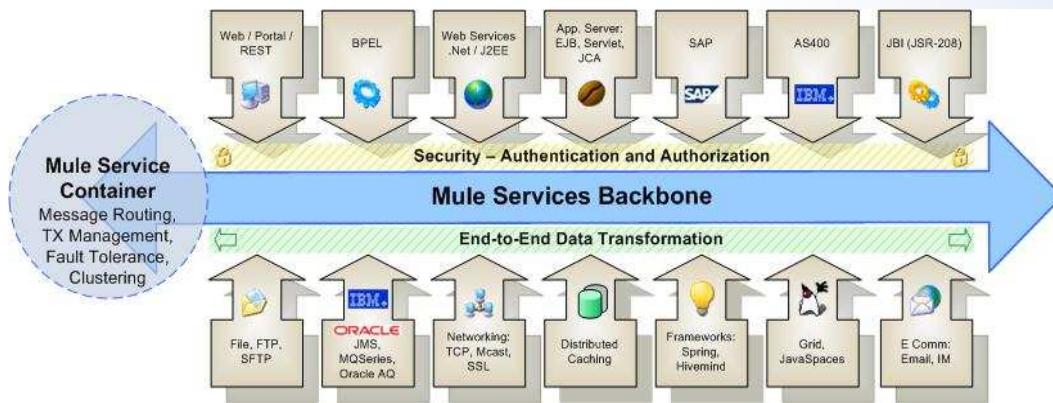 Web / Portal /
REST
BPEL
Web Services
.Net / J2EE
App. Server:
EJB, Servlet,
JCA
SAP
AS400
JBI (JSR-208)
SAP
IBM
Security – Authentication and Authorization
Mule Service
Container
Message Routing,
TX Management,
Fault Tolerance,
Clustering
Mule Services Backbone
End-to-End Data Transformation
IBM
ORACLE
File, FTP,
SFTP
JMS,
MQSeries,
Oracle AQ
Networking:
TCP, Mcast,
SSL
Distributed
Caching
Frameworks:
Spring,
Hivemind
Grid,
JavaSpaces
E Comm:
Email, IM